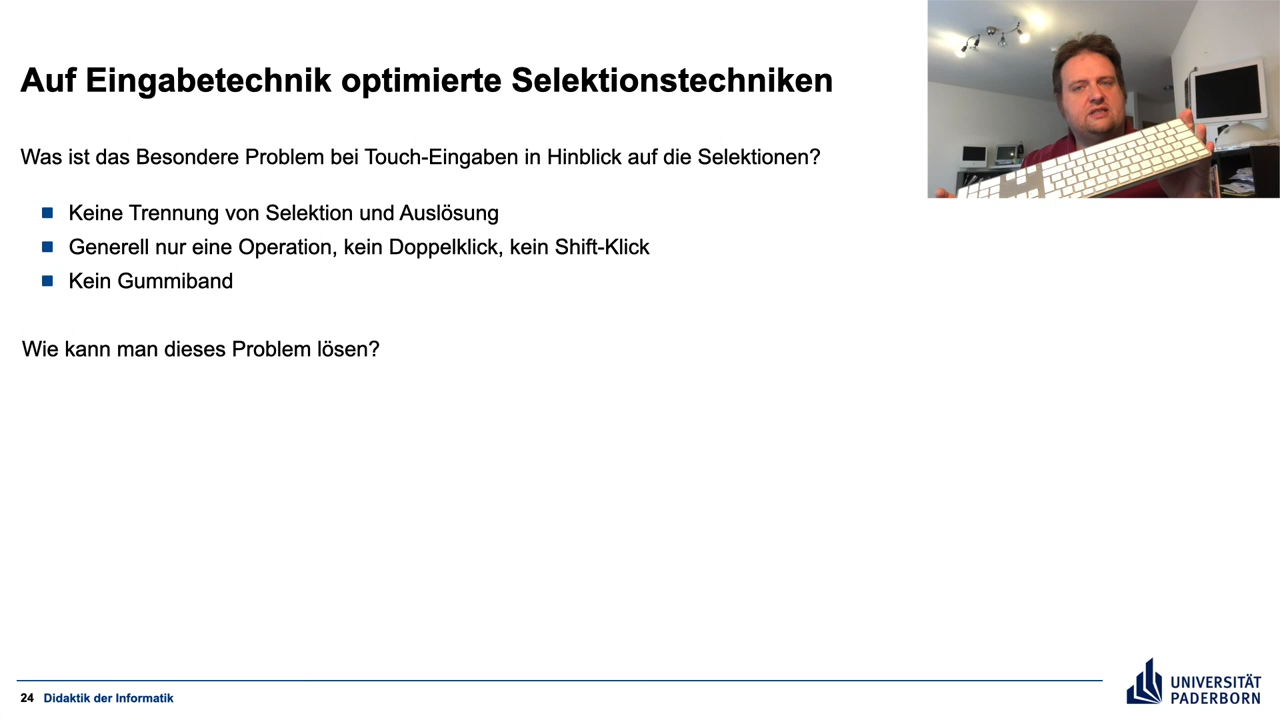 Auf Eingabetechnik optimierte Selektionstechniken
Was ist das Besondere Problem bei Touch-Eingaben in Hinblick auf die Selektionen?
Keine Trennung von Selektion und Auslösung
Generell nur eine Operation, kein Doppelklick, kein Shift-Klick
Kein Gummiband
Wie kann man dieses Problem lösen?
24 Didaktik der Informatik
UNIVERSITÄT
PADERBORN